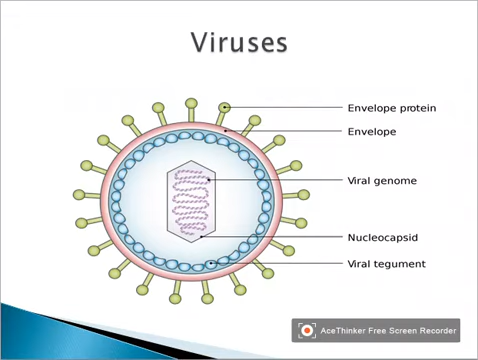 Viruses
Envelope protein
Envelope
Viral genome
Nucleocapsid
Viral tegument
AceThinker Free Screen Recorder